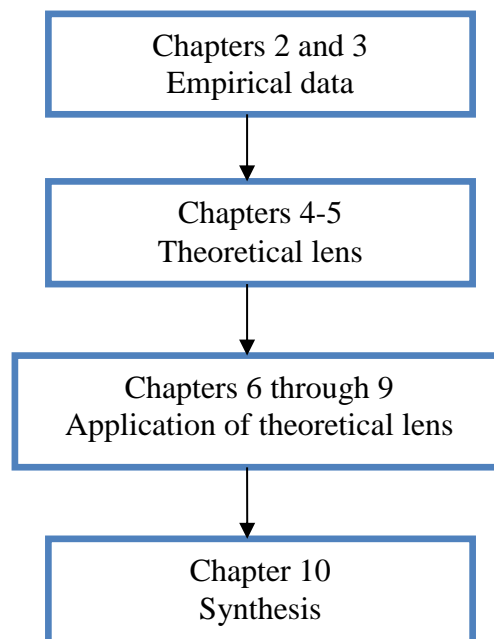 Chapters 2 and 3
Empirical data
Chapters 4-5
Theoretical lens
Chapters 6 through 9
Application of theoretical lens
Chapter 10
Synthesis